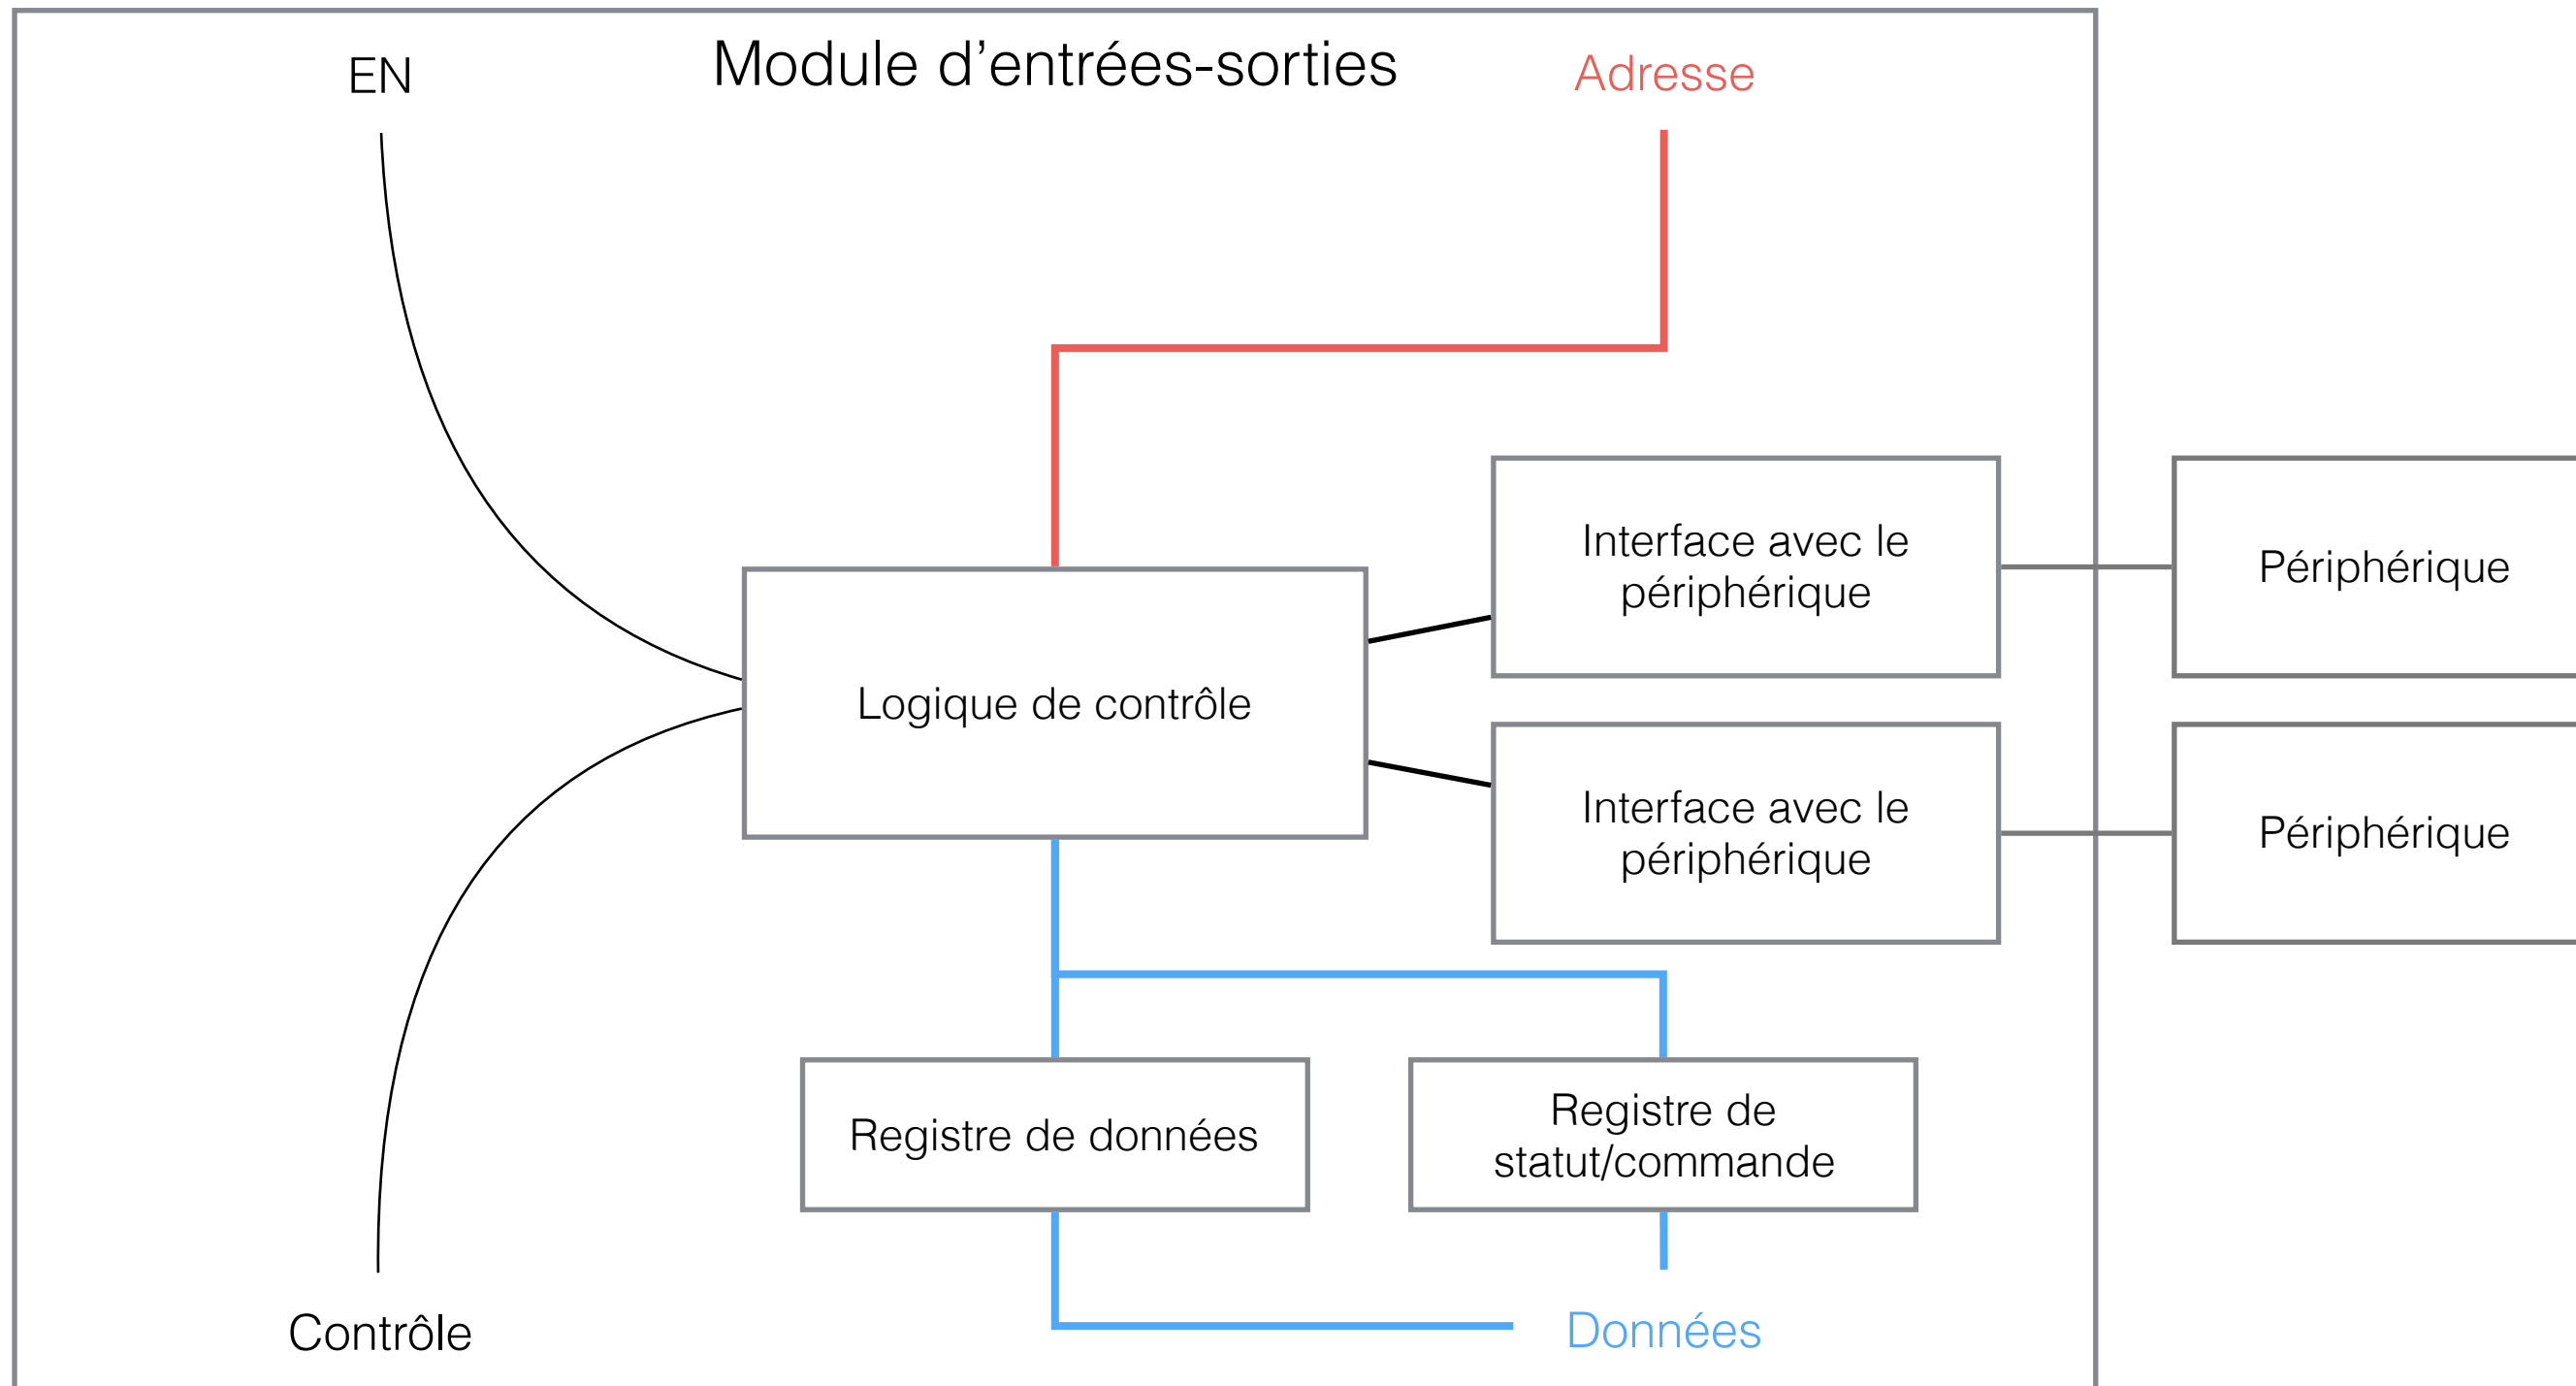 EN
Module d’entrées-sorties
Adresse
Interface avec le
périphérique
Périphérique
Logique de contrôle
Interface avec le
périphérique
Périphérique
Registre de données
Registre de
statut/commande
Contrôle
Données